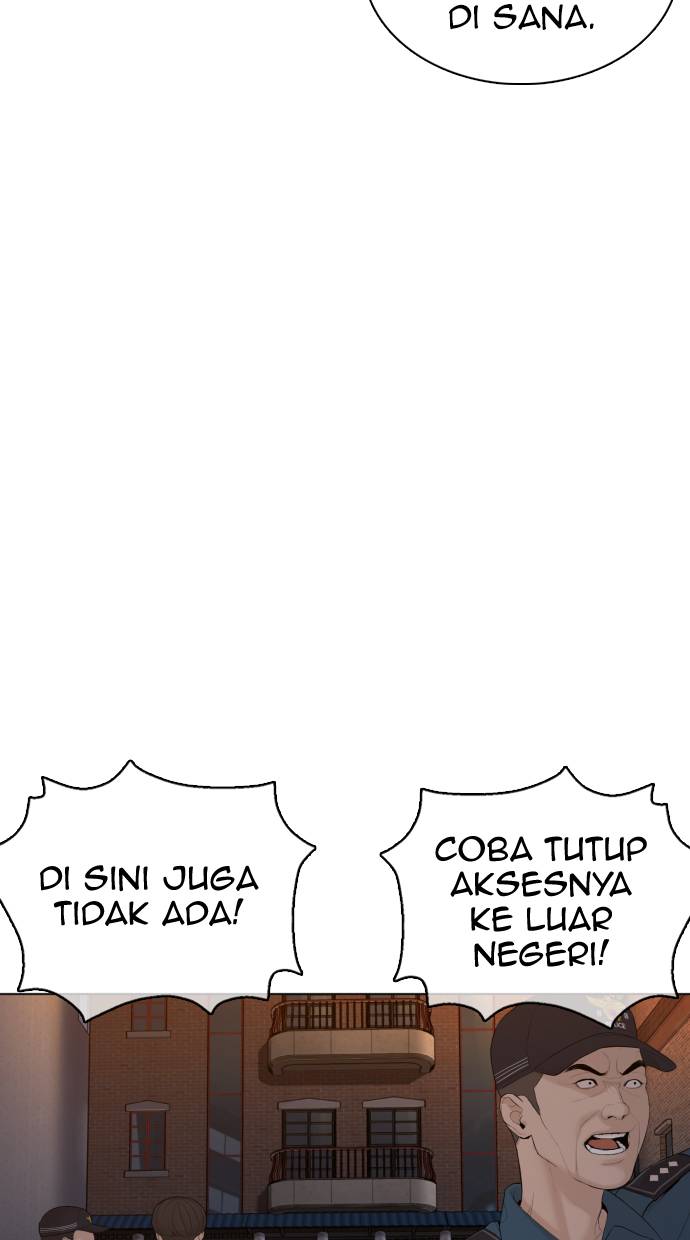 DI SANA.
DI SINI JUGA
TIDAK ADA!
COBA TUTUP
AKSESNYA
KE LUAR
NEGERI!